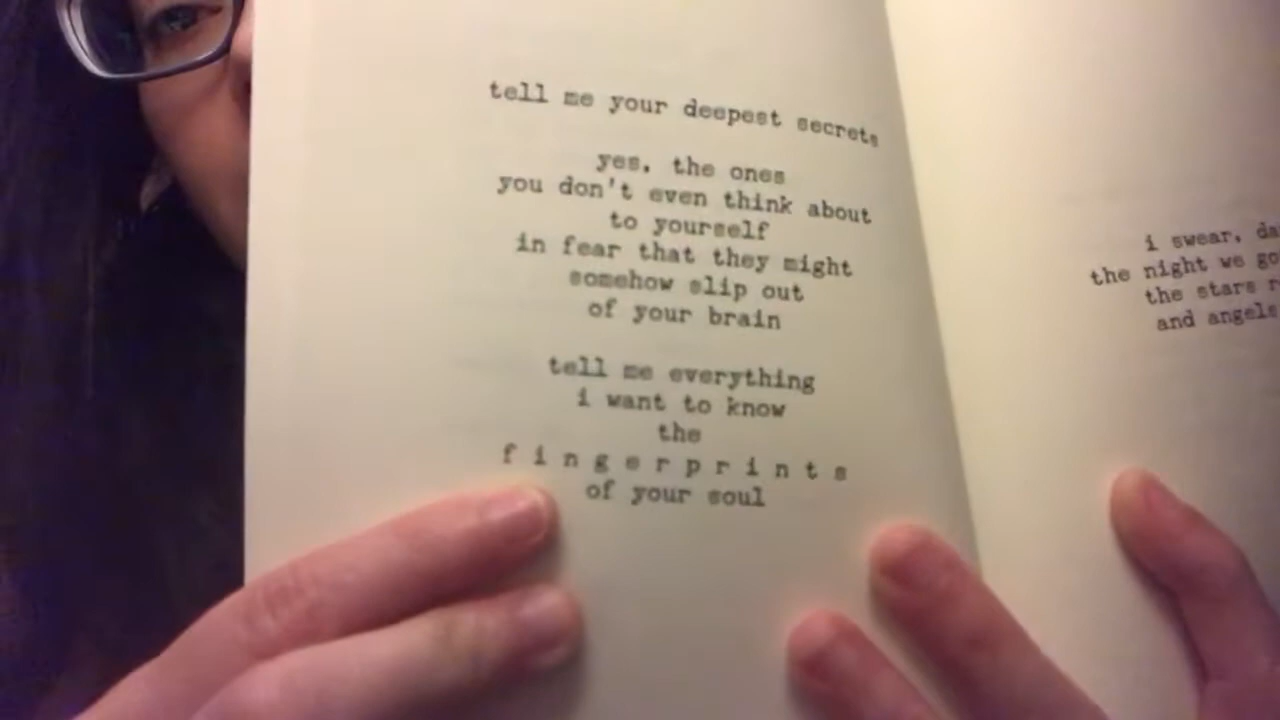 tell me your deepest secrets
yes, the ones
you don't even think about
to yourself
in fear that they might
somehow slip out
of your brain
tell me everything
i want to know
the
f i n g e r p r i n t s
of your soul
i swear, da
the night we go
the stars r
and angels